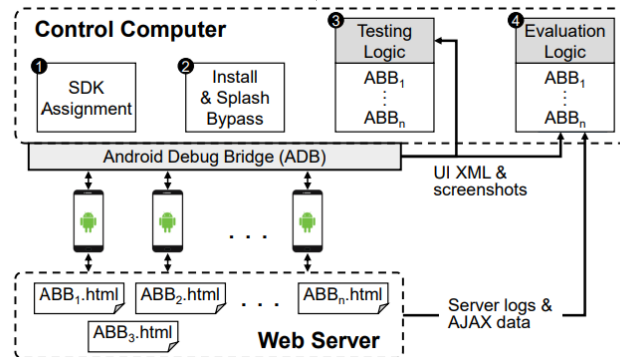 Control Computer
1
SDK
Assignment
2
Install
& Splash
Bypass
3
Testing
Logic
ABB1
⋮
ABBn
4
Evaluation
Logic
ABB1
⋮
ABBn
Android Debug Bridge (ADB)
UI XML &
screenshots
. . .
ABB1.html
ABB2.html
. . .
ABBn.html
ABB3.html
Server logs &
AJAX data
Web Server